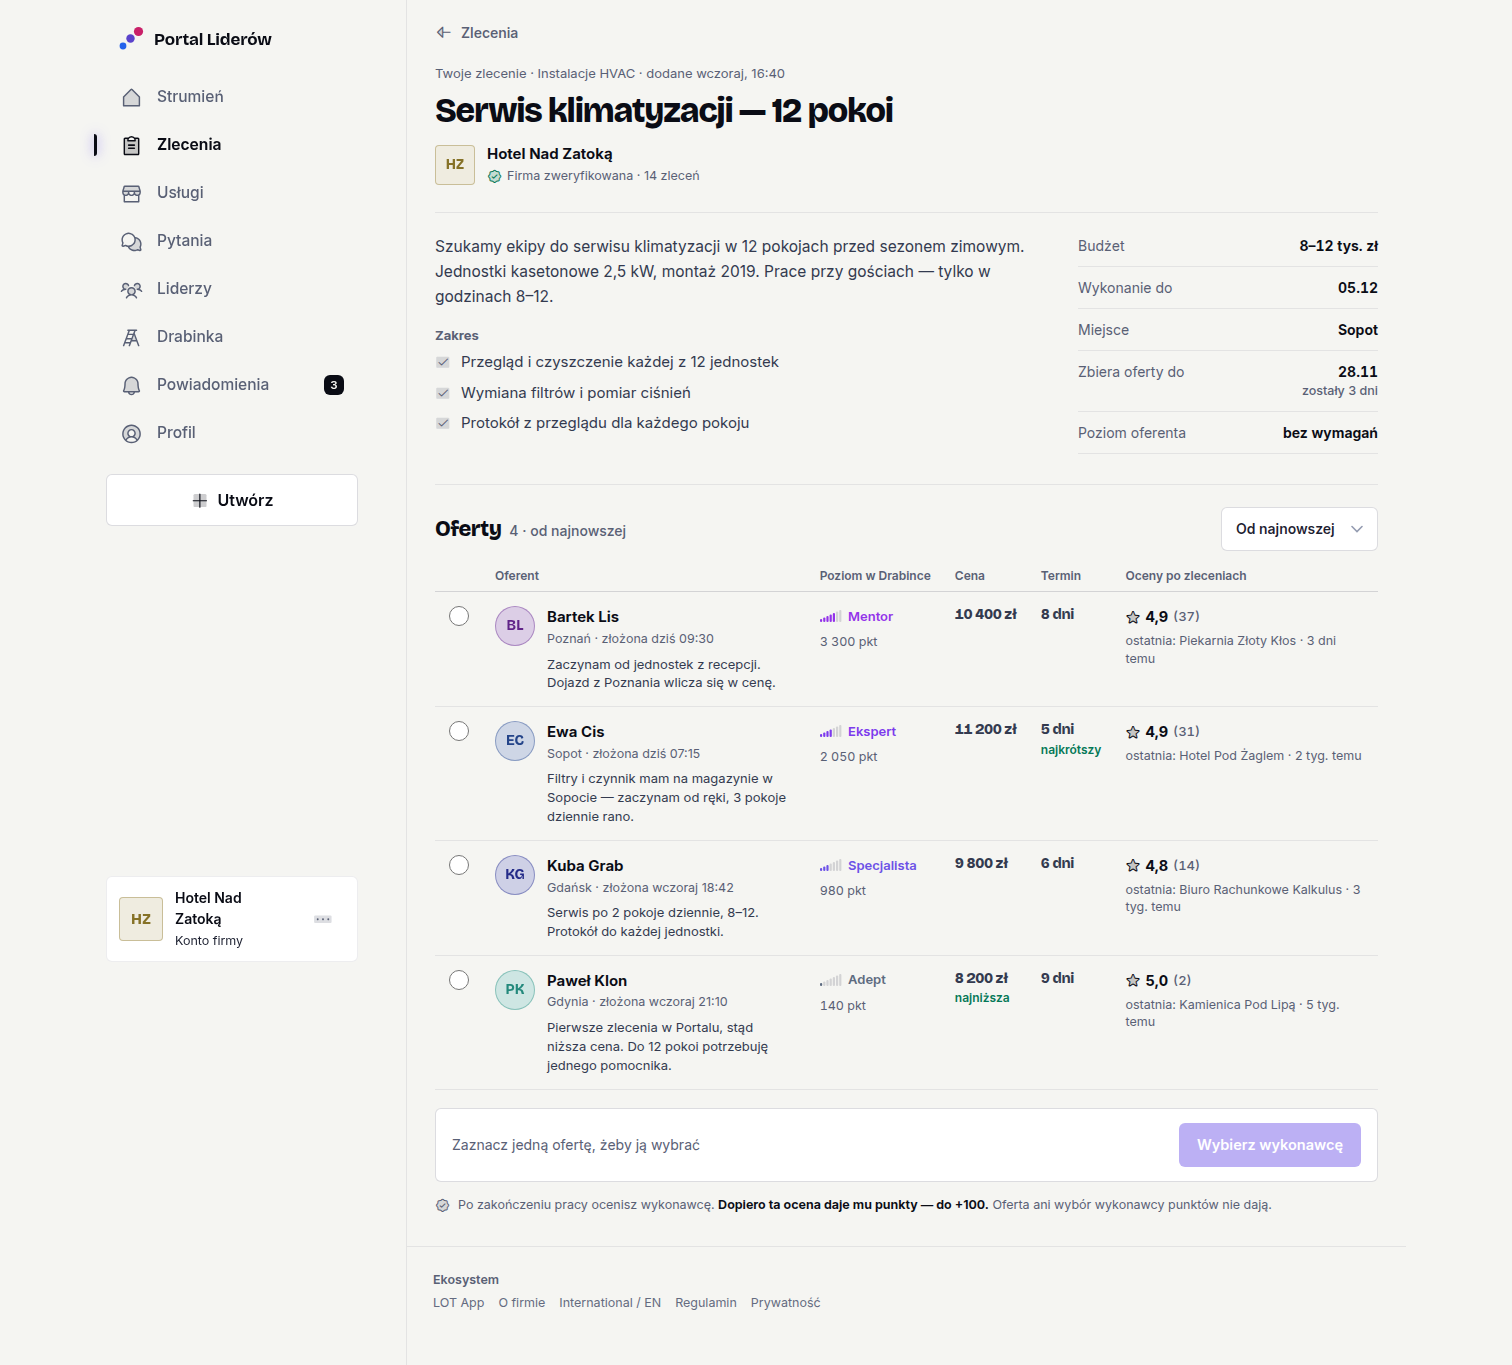 Portal Liderów
Strumień
Zlecenia
Usługi
Pytania
Liderzy
Drabinka
Powiadomienia 3
Profil
Utwórz
HZ
Hotel Nad
Zatoką
Konto firmy
Zlecenia
Twoje zlecenie · Instalacje HVAC · dodane wczoraj, 16:40
Serwis klimatyzacji — 12 pokoi
HZ
Hotel Nad Zatoką
Firma zweryfikowana · 14 zleceń
Szukamy ekipy do serwisu klimatyzacji w 12 pokojach przed sezonem zimowym.
Jednostki kasetonowe 2,5 kW, montaż 2019. Prace przy gościach — tylko w
godzinach 8–12.
Zakres
Przegląd i czyszczenie każdej z 12 jednostek
Wymiana filtrów i pomiar ciśnień
Protokół z przeglądu dla każdego pokoju
Budżet 8–12 tys. zł
Wykonanie do 05.12
Miejsce Sopot
Zbiera oferty do 28.11
zostały 3 dni
Poziom oferenta bez wymagań
Oferty 4 · od najnowszej
Od najnowszej
Oferent Poziom w Drabince Cena Termin Oceny po zleceniach
BL
Bartek Lis
Poznań · złożona dziś 09:30
Zaczynam od jednostek z recepcji.
Dojazd z Poznania wlicza się w cenę.
Mentor
3 300 pkt
10 400 zł
8 dni
4,9 (37)
ostatnia: Piekarnia Złoty Kłos · 3 dni
temu
EC
Ewa Cis
Sopot · złożona dziś 07:15
Filtry i czynnik mam na magazynie w
Sopocie — zaczynam od ręki, 3 pokoje
dziennie rano.
Ekspert
2 050 pkt
11 200 zł
5 dni
najkrótszy
4,9 (31)
ostatnia: Hotel Pod Żaglem · 2 tyg. temu
KG
Kuba Grab
Gdańsk · złożona wczoraj 18:42
Serwis po 2 pokoje dziennie, 8–12.
Protokół do każdej jednostki.
Specjalista
980 pkt
9 800 zł
6 dni
4,8 (14)
ostatnia: Biuro Rachunkowe Kalkulus · 3
tyg. temu
PK
Paweł Klon
Gdynia · złożona wczoraj 21:10
Pierwsze zlecenia w Portalu, stąd
niższa cena. Do 12 pokoi potrzebuję
jednego pomocnika.
Adept
140 pkt
8 200 zł
najniższa
9 dni
5,0 (2)
ostatnia: Kamienica Pod Lipą · 5 tyg.
temu
Zaznacz jedną ofertę, żeby ją wybrać
Wybierz wykonawcę
Po zakończeniu pracy ocenisz wykonawcę. Dopiero ta ocena daje mu punkty — do +100. Oferta ani wybór wykonawcy punktów nie dają.
Ekosystem
LOT App O firmie International / EN Regulamin Prywatność